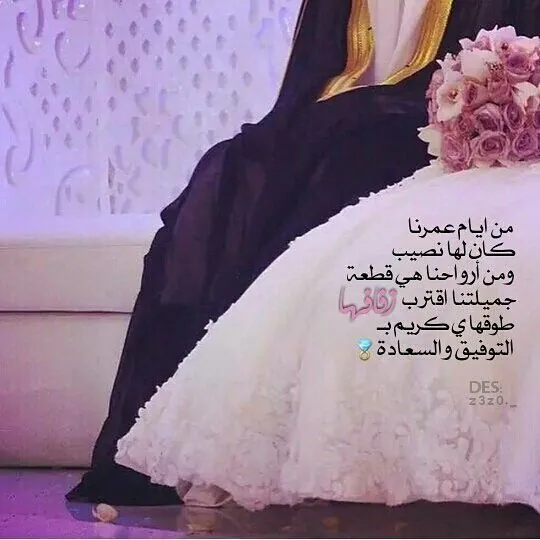 من ايام عمرنا
كان لها نصيب
ومن أرواحنا هي قطعة
جميلتنا اقترب زفافها
طوقها ي كريم بـ
التوفيق والسعادة 💍
DES:
z3z0._